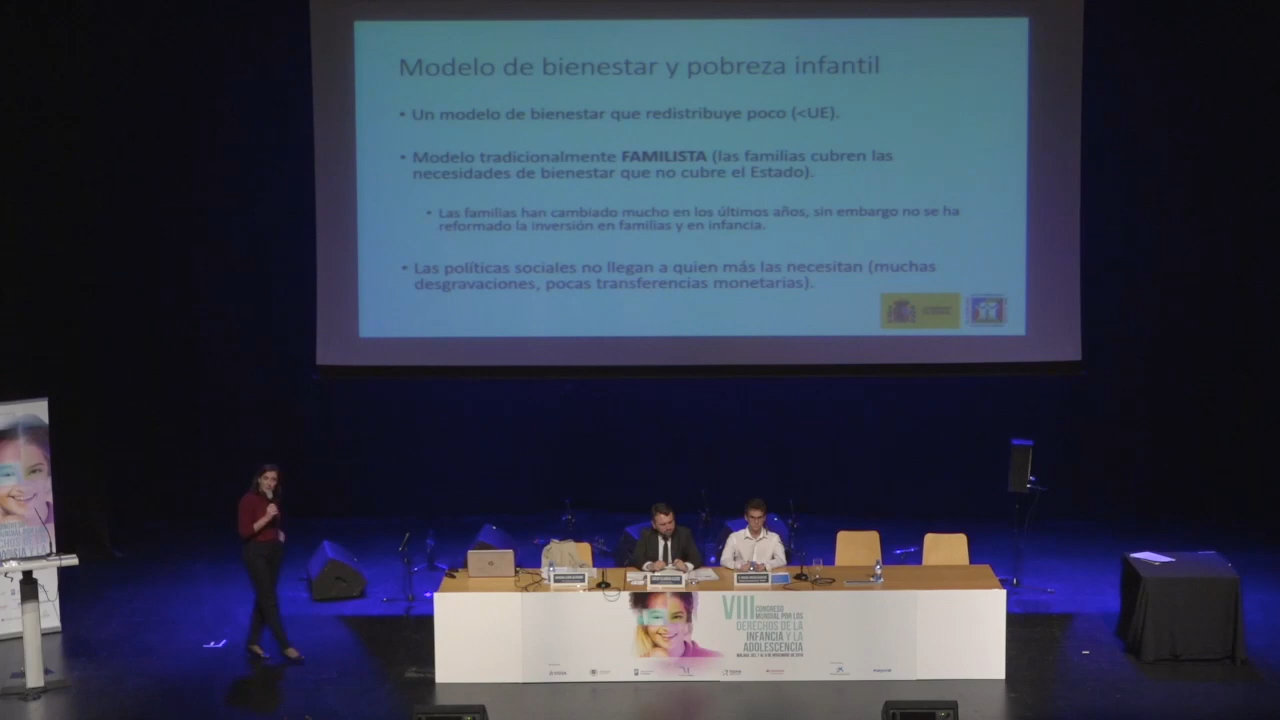 Modelo de bienestar y pobreza infantil
• Un modelo de bienestar que redistribuye poco (<UE).
• Modelo tradicionalmente FAMILISTA (las familias cubren las
necesidades de bienestar que no cubre el Estado).
• Las familias han cambiado mucho en los últimos años, sin embargo no se ha
reformado la inversión en familias y en infancia.
• Las políticas sociales no llegan a quien más las necesitan (muchas
desgravaciones, pocas transferencias monetarias).
VIII CONGRESO
MUNDIAL POR LOS
DERECHOS DE LA
INFANCIA Y LA
ADOLESCENCIA